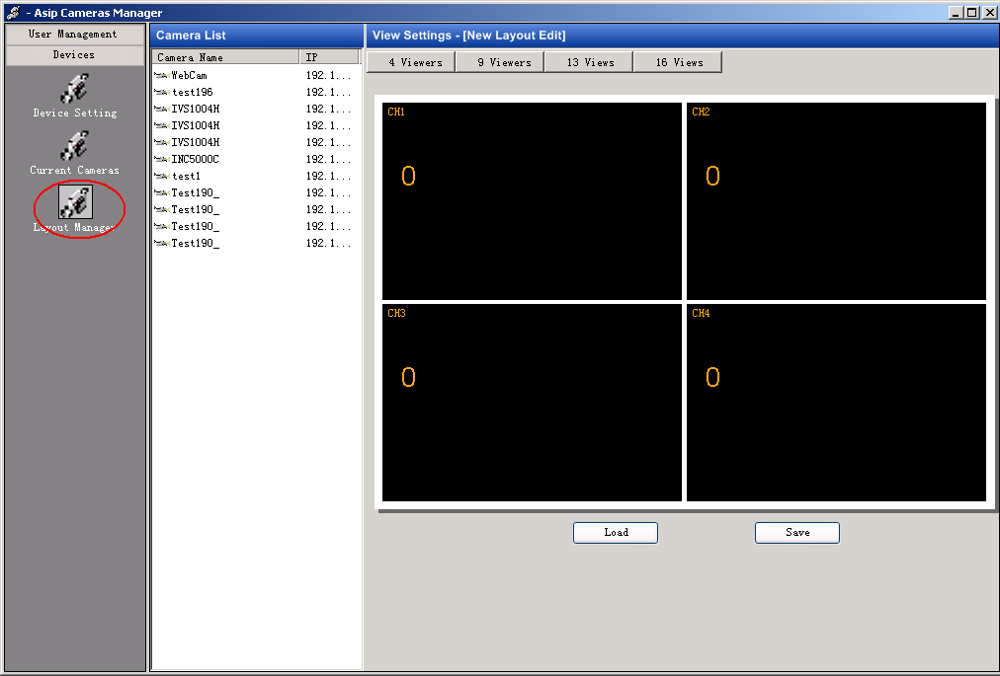 - Asip Cameras Manager
User Management
Devices
Device Setting
Current Cameras
Layout Manager
Camera List
Camera Name IP
WebCam 192.1...
test196 192.1...
IVS1004H 192.1...
IVS1004H 192.1...
IVS1004H 192.1...
INC5000C 192.1...
test1 192.1...
Test190_ 192.1...
Test190_ 192.1...
Test190_ 192.1...
Test190_ 192.1...
View Settings - [New Layout Edit]
4 Viewers 9 Viewers 13 Views 16 Views
CH1
0
CH2
0
CH3
0
CH4
0
Load Save